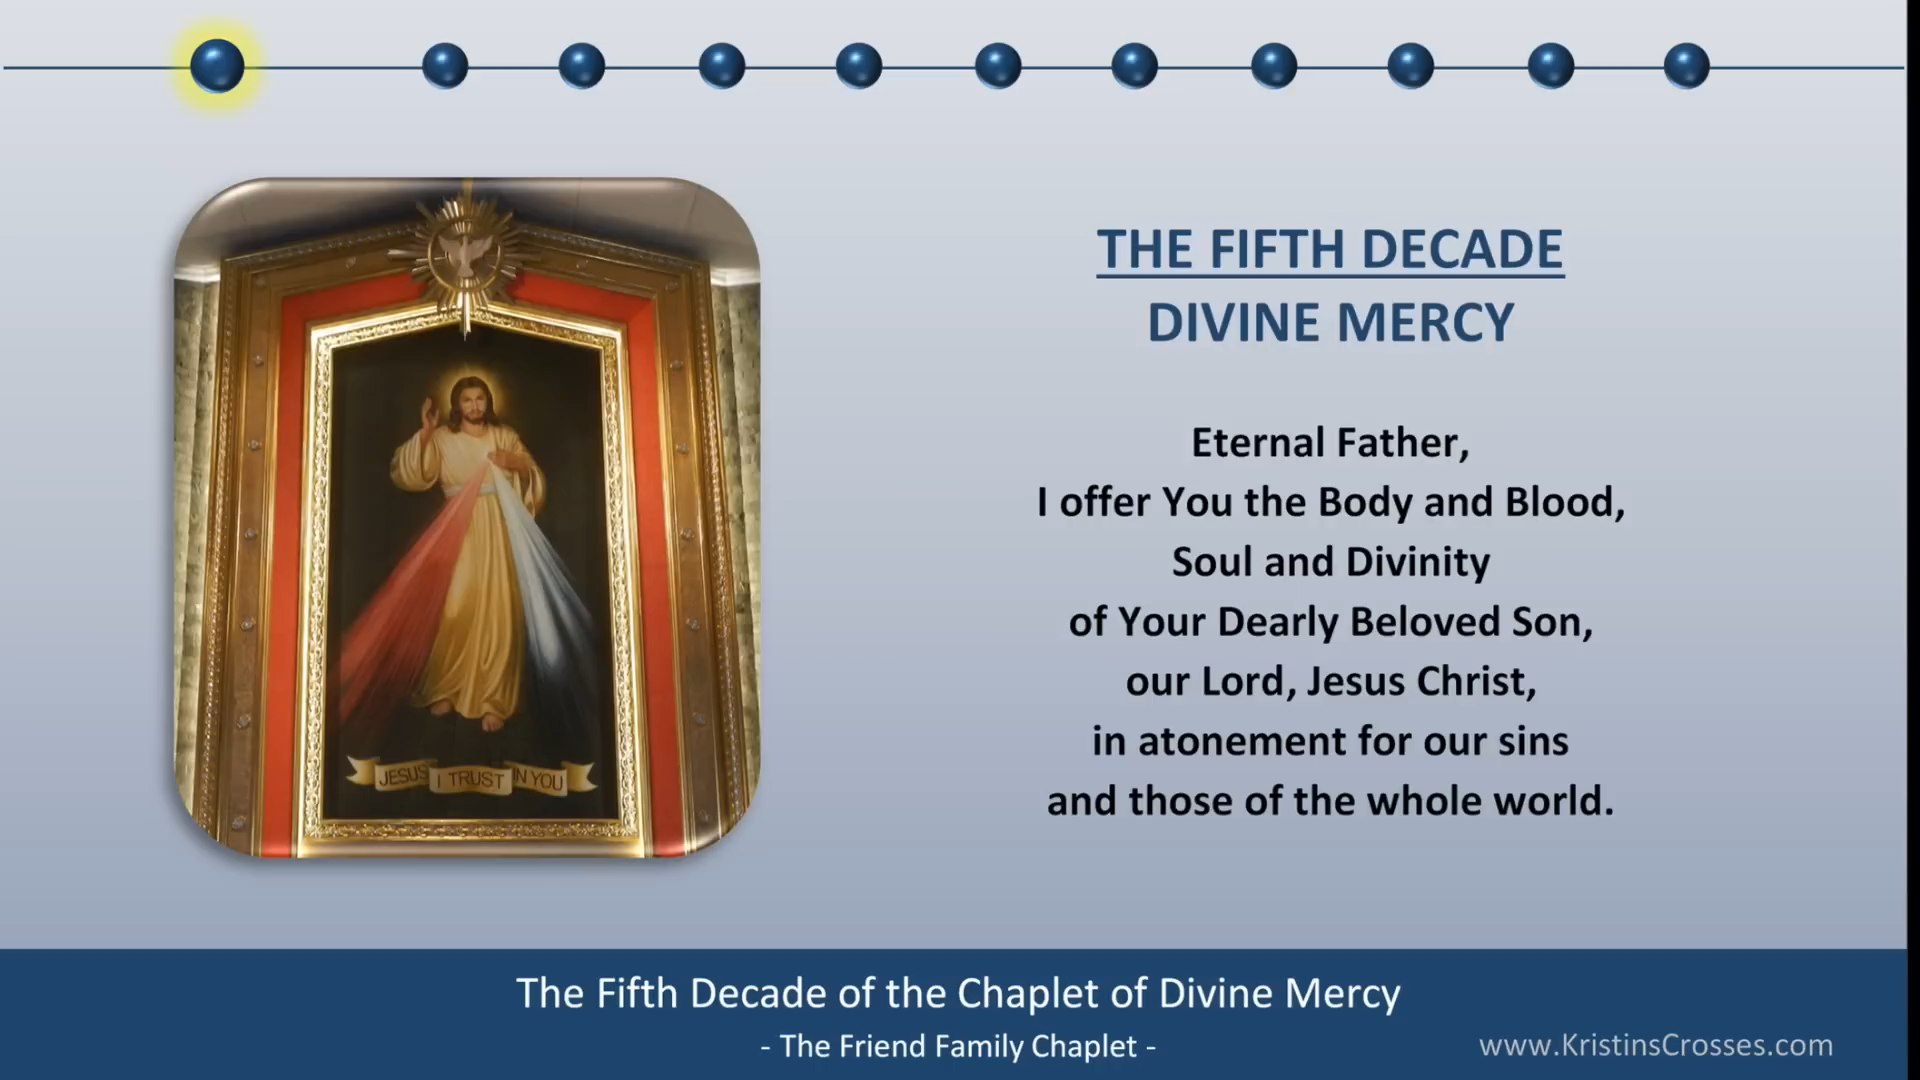 THE FIFTH DECADE
DIVINE MERCY
Eternal Father,
I offer You the Body and Blood,
Soul and Divinity
of Your Dearly Beloved Son,
our Lord, Jesus Christ,
in atonement for our sins
and those of the whole world.
JESUS I TRUST IN YOU
The Fifth Decade of the Chaplet of Divine Mercy
- The Friend Family Chaplet -
www.KristinsCrosses.com